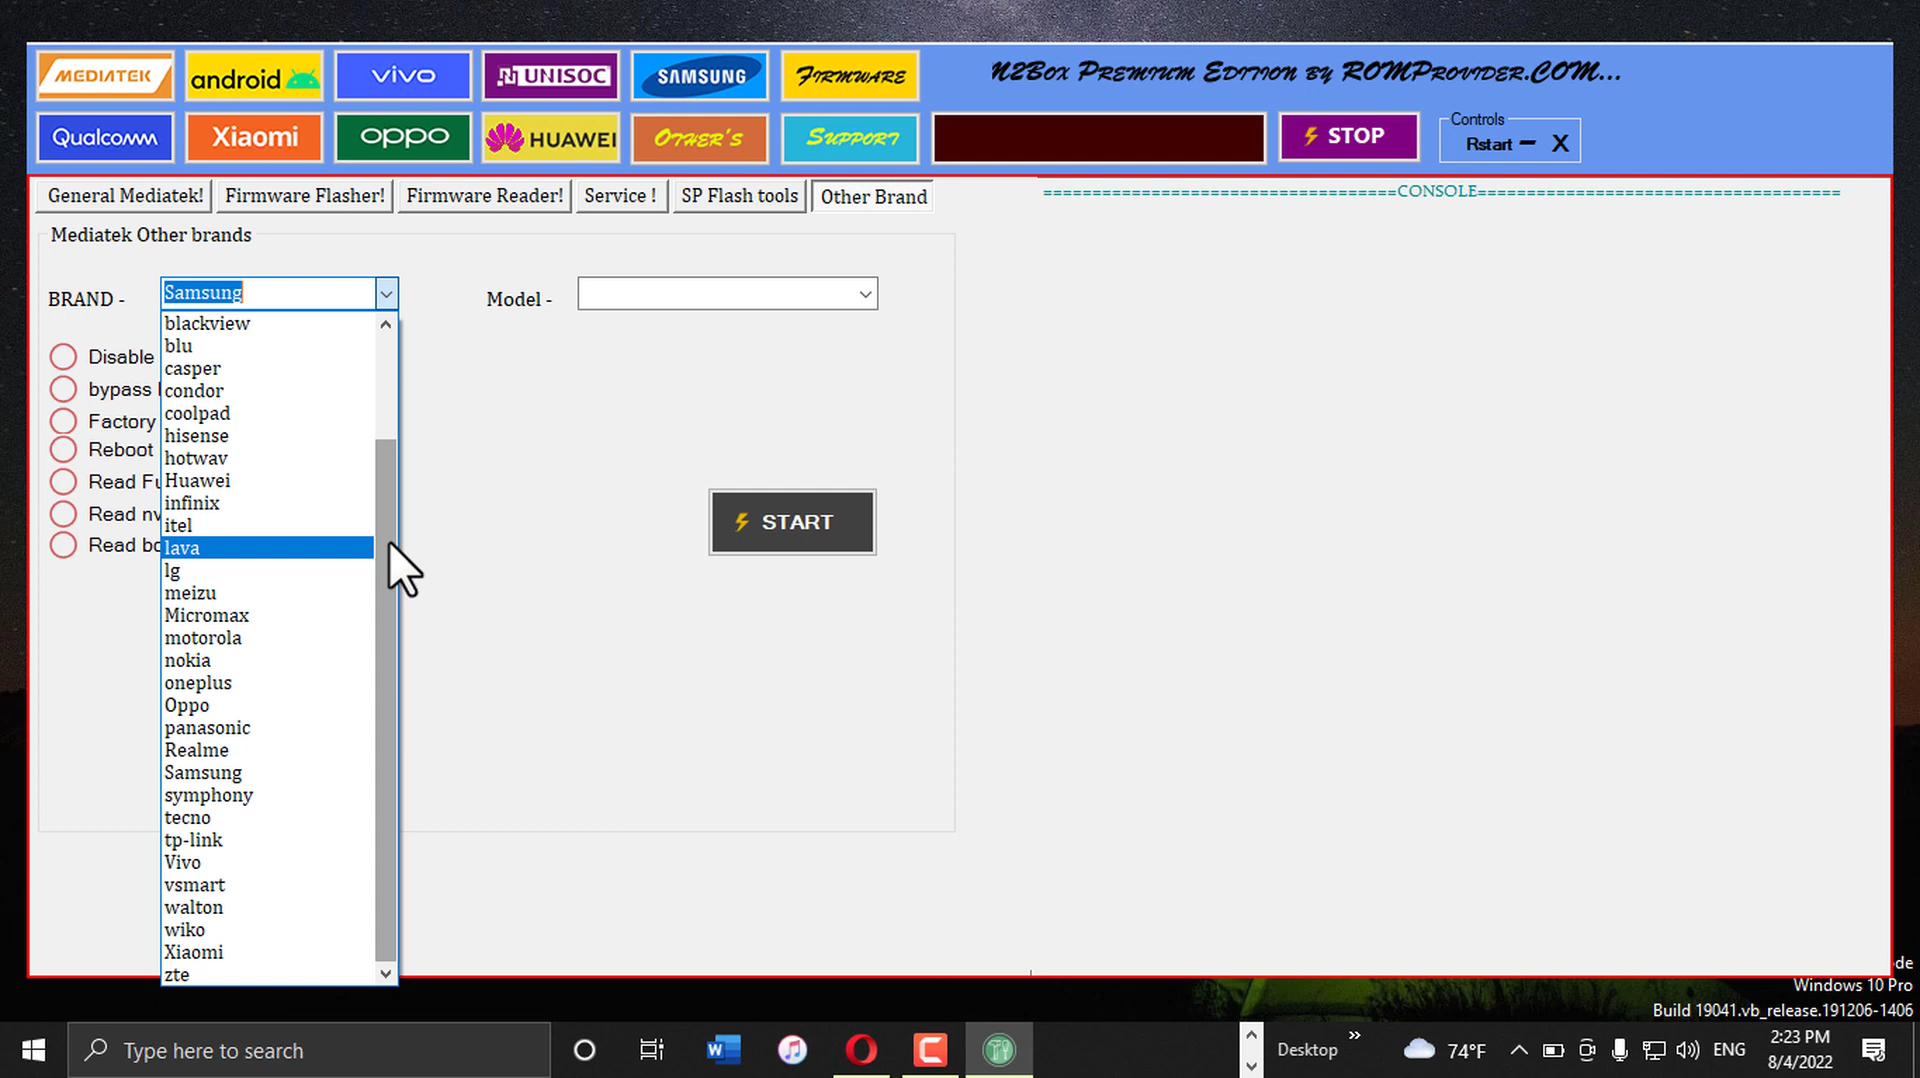 MEDIATEK
android
vivo
UNISOC
SAMSUNG
FIRMWARE
N2Box Premium Edition by ROMProvider.COM...
Qualcomm
Xiaomi
oppo
HUAWEI
OTHER'S
SUPPORT
STOP
Controls
Rstart
X
General Mediatek!
Firmware Flasher!
Firmware Reader!
Service !
SP Flash tools
Other Brand
====================================CONSOLE=====================================
Mediatek Other brands
BRAND -
Samsung
Model -
Disable
bypass
Factory
Reboot
Read Fu
Read nv
Read bo
blackview
blu
casper
condor
coolpad
hisense
hotwav
Huawei
infinix
itel
lava
lg
meizu
Micromax
motorola
nokia
oneplus
Oppo
panasonic
Realme
Samsung
symphony
tecno
tp-link
Vivo
vsmart
walton
wiko
Xiaomi
zte
START
de
Windows 10 Pro
Build 19041.vb_release.191206-1406
Type here to search
Desktop
74°F
ENG
2:23 PM
8/4/2022